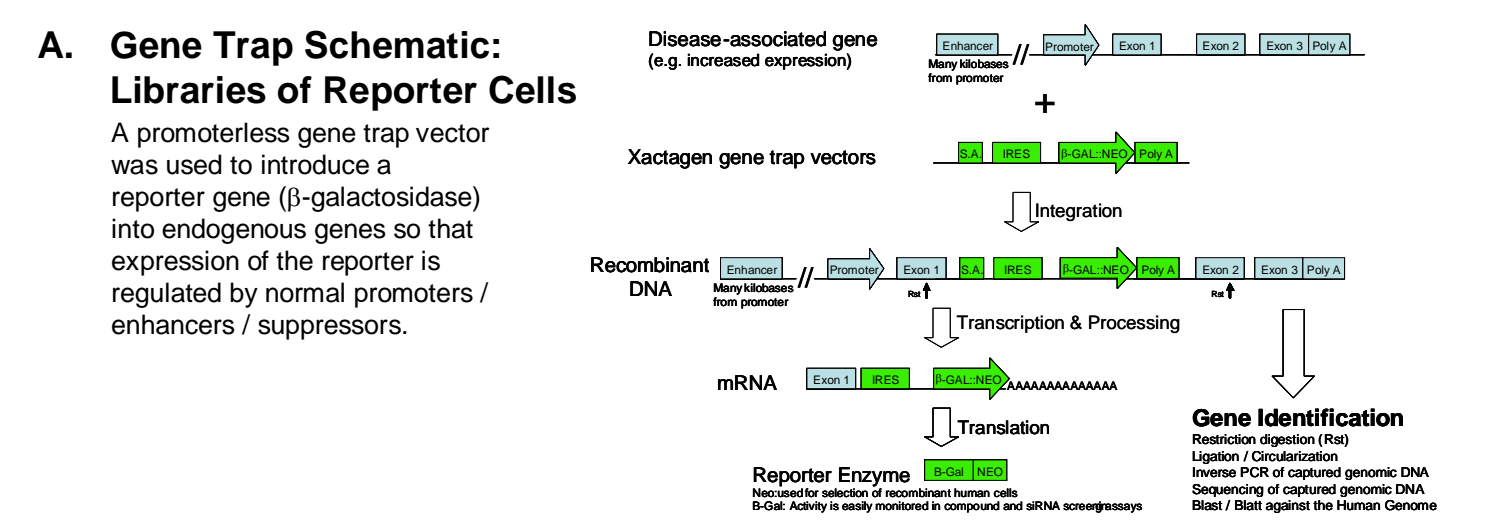 A. Gene Trap Schematic:
Libraries of Reporter Cells
A promoterless gene trap vector
was used to introduce a
reporter gene (β-galactosidase)
into endogenous genes so that
expression of the reporter is
regulated by normal promoters /
enhancers / suppressors.
Disease-associated gene
(e.g. increased expression)
Enhancer // Promoter Exon 1 Exon 2 Exon 3 Poly A
Many kilobases
from promoter
+
Xactagen gene trap vectors
S.A. IRES β-GAL::NEO Poly A
Integration
Recombinant
DNA
Enhancer // Promoter Exon 1 S.A. IRES β-GAL::NEO Poly A Exon 2 Exon 3 Poly A
Many kilobases
from promoter
Rst Rst
Transcription & Processing
mRNA
Exon 1 IRES β-GAL::NEO AAAAAAAAAAAAAA
Translation
Reporter Enzyme B-Gal NEO
Neo:used for selection of recombinant human cells
B-Gal: Activity is easily monitored in compound and siRNA assays
Gene Identification
Restriction digestion (Rst)
Ligation / Circularization
Inverse PCR of captured genomic DNA
Sequencing of captured genomic DNA
Blast / Blatt against the Human Genome